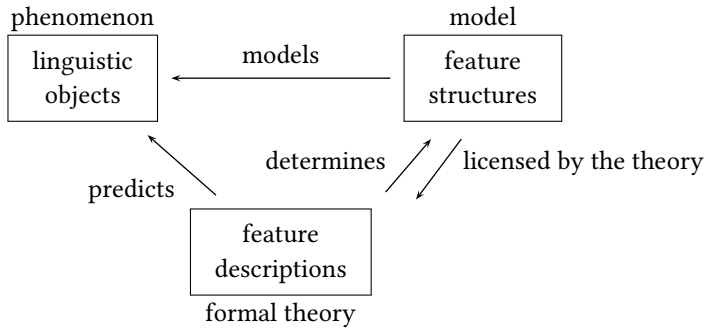 phenomenon
model
linguistic
objects
models
feature
structures
predicts
determines
licensed by the theory
feature
descriptions
formal theory